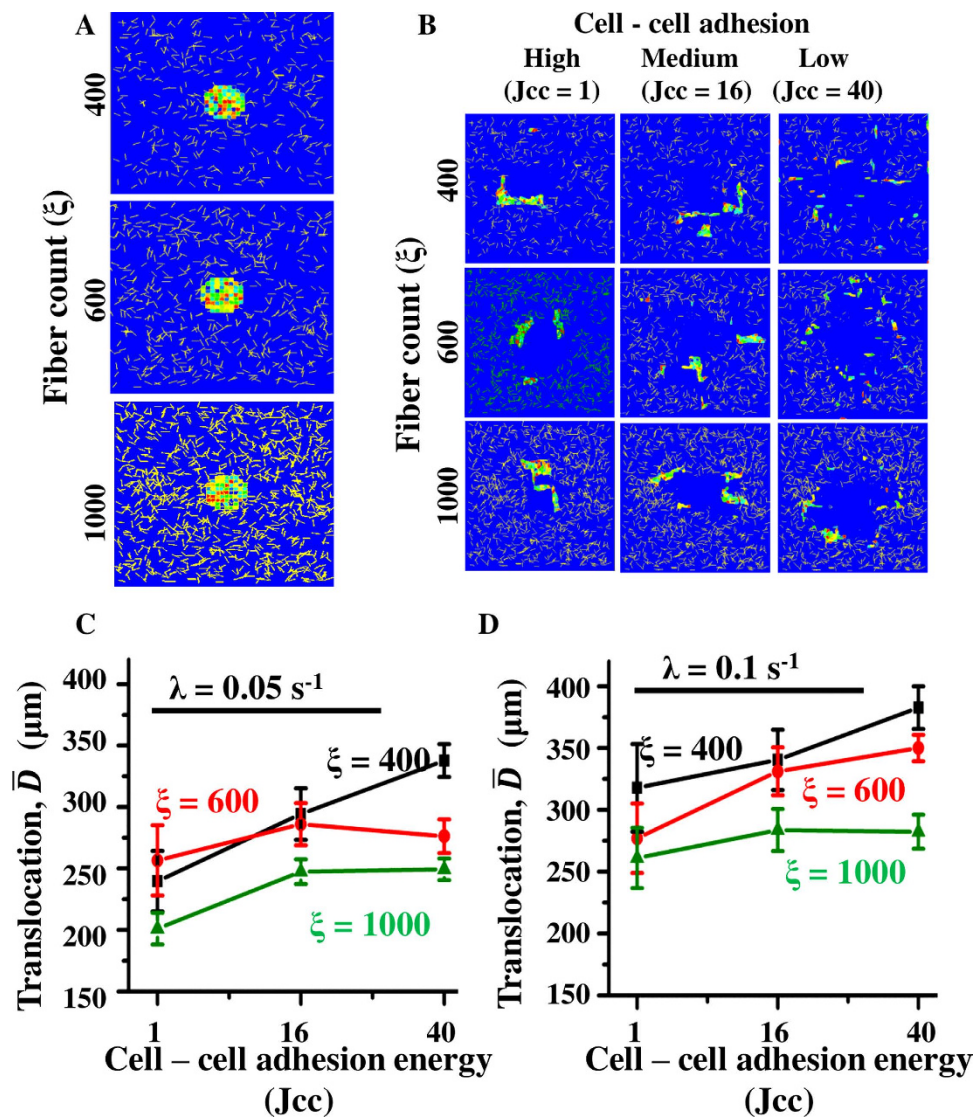 A
Fiber count (ξ)
400
600
1000
B
Cell - cell adhesion
High
(Jcc = 1)
Medium
(Jcc = 16)
Low
(Jcc = 40)
Fiber count (ξ)
400
600
1000
C
Translocation, D̅ (μm)
400
350
300
250
200
150
λ = 0.05 s⁻¹
ξ = 400
ξ = 600
ξ = 1000
1
16
40
Cell – cell adhesion energy
(Jcc)
D
Translocation, D̅ (μm)
400
350
300
250
200
150
λ = 0.1 s⁻¹
ξ = 400
ξ = 600
ξ = 1000
1
16
40
Cell – cell adhesion energy
(Jcc)